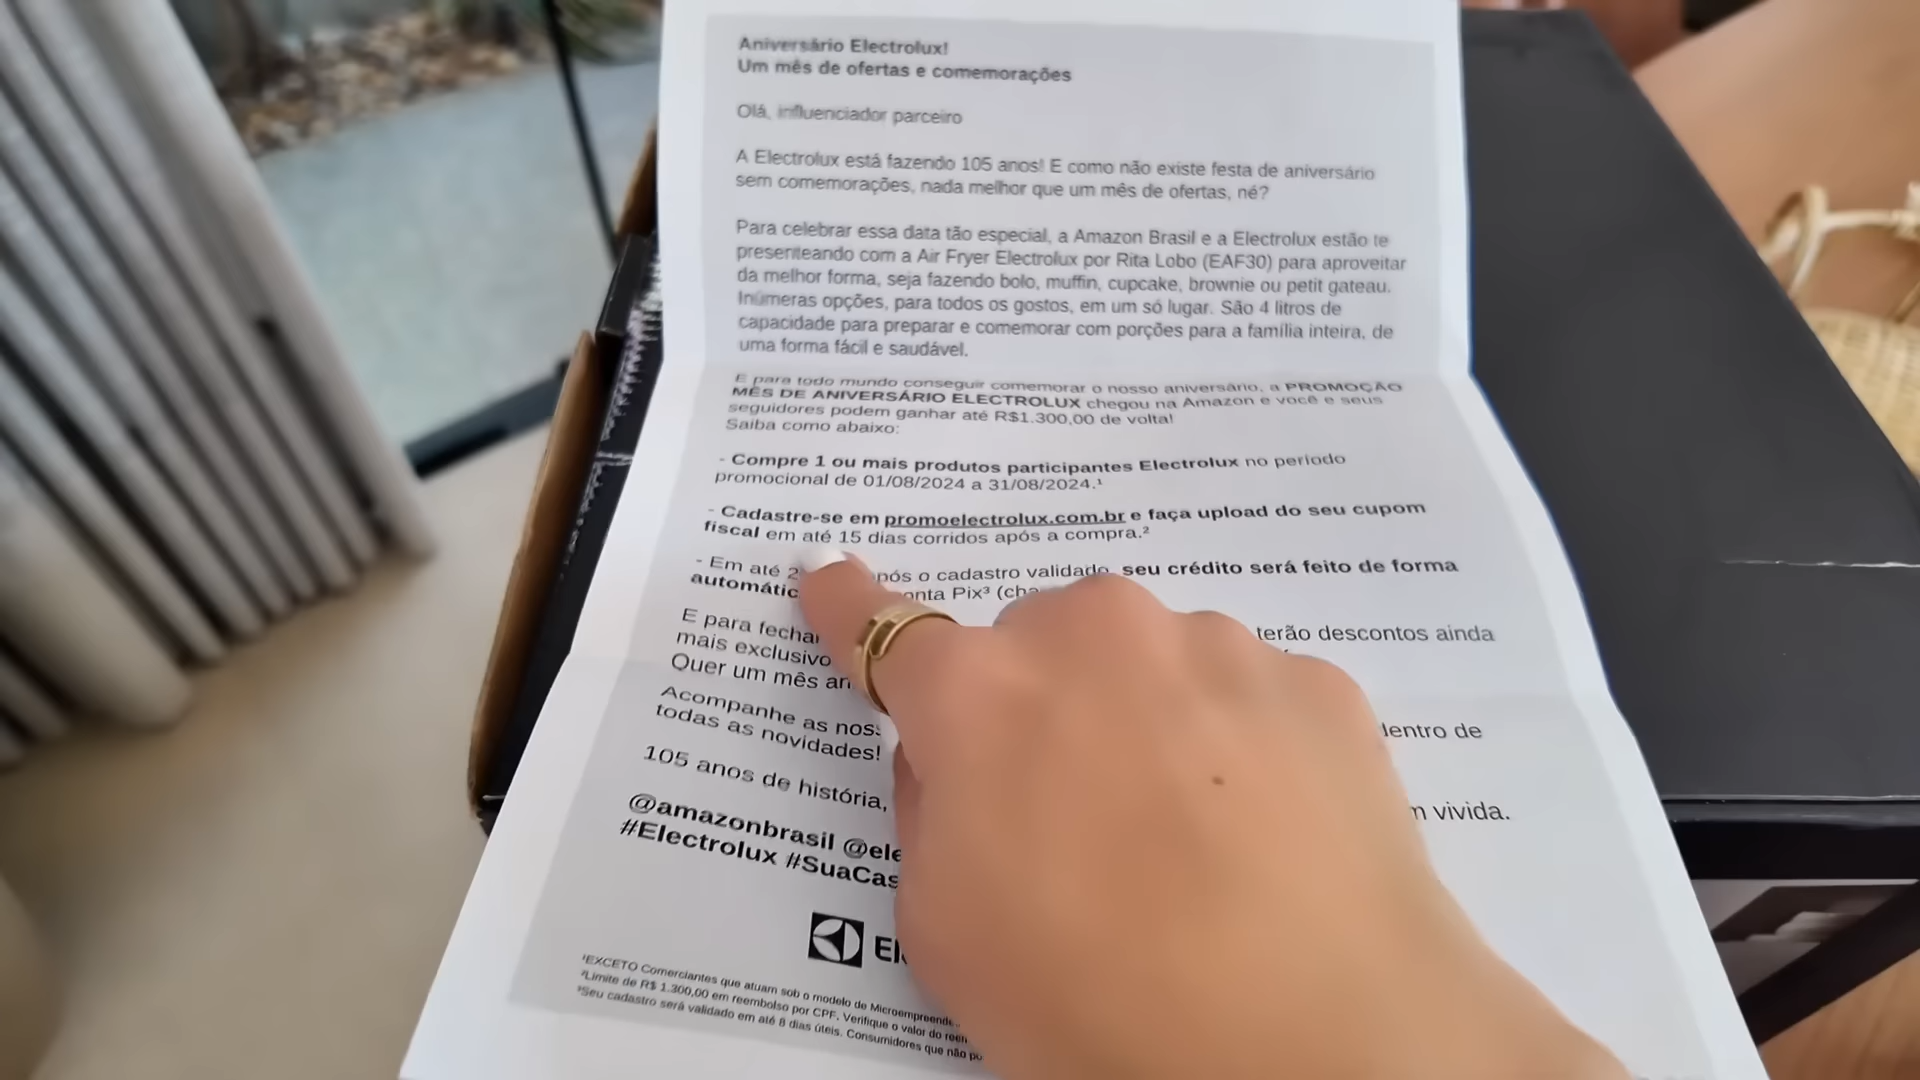 Aniversário Electrolux!
Um mês de ofertas e comemorações
Olá, influenciador parceiro
A Electrolux está fazendo 105 anos! E como não existe festa de aniversário
sem comemorações, nada melhor que um mês de ofertas, né?
Para celebrar essa data tão especial, a Amazon Brasil e a Electrolux estão te
presenteando com a Air Fryer Electrolux por Rita Lobo (EAF30) para aproveitar
da melhor forma, seja fazendo bolo, muffin, cupcake, brownie ou petit gateau.
Inúmeras opções, para todos os gostos, em um só lugar. São 4 litros de
capacidade para preparar e comemorar com porções para a família inteira, de
uma forma fácil e saudável.
E para todo mundo conseguir comemorar o nosso aniversário, a PROMOÇÃO
MÊS DE ANIVERSÁRIO ELECTROLUX chegou na Amazon e você e seus
seguidores podem ganhar até R$1.300,00 de volta!
Saiba como abaixo:
- Compre 1 ou mais produtos participantes Electrolux no período
promocional de 01/08/2024 a 31/08/2024.¹
- Cadastre-se em promoelectrolux.com.br e faça upload do seu cupom
fiscal em até 15 dias corridos após a compra.²
- Em até o cadastro validado, seu crédito será feito de forma
Pix³
E para terão descontos ainda
mais
Quer um mês
Acompanhe as de
todas as novidades!
105 anos de história, vivida.
@amazonbrasil
#Electrolux
¹EXCETO Comerciantes que atuam sob o modelo de
²Limite de R$ 1.300,00 em reembolso por CPF. Verifique o valor do
³Seu cadastro será validado em até 8 dias úteis. Consumidores que não